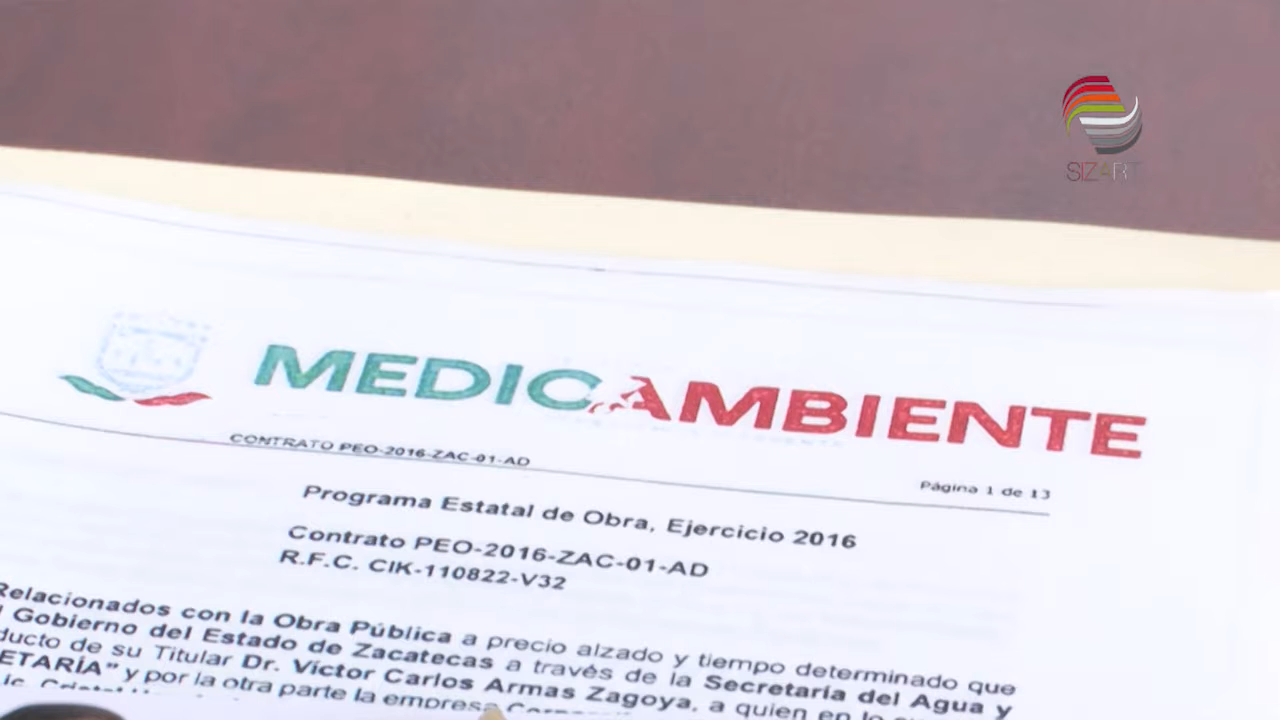 SIZART
MEDICAMBIENTE
CONTRATO PEO-2016-ZAC-01-AD
Página 1 de 13
Programa Estatal de Obra, Ejercicio 2016
Contrato PEO-2016-ZAC-01-AD
R.F.C. CIK-110822-V32
Relacionados con la Obra Pública a precio alzado y tiempo determinado que
Gobierno del Estado de Zacatecas a través de la Secretaría del Agua y
ducto de su Titular Dr. Víctor Carlos Armas Zagoya, a quien en lo
ETARÍA" y por la otra parte la empresa